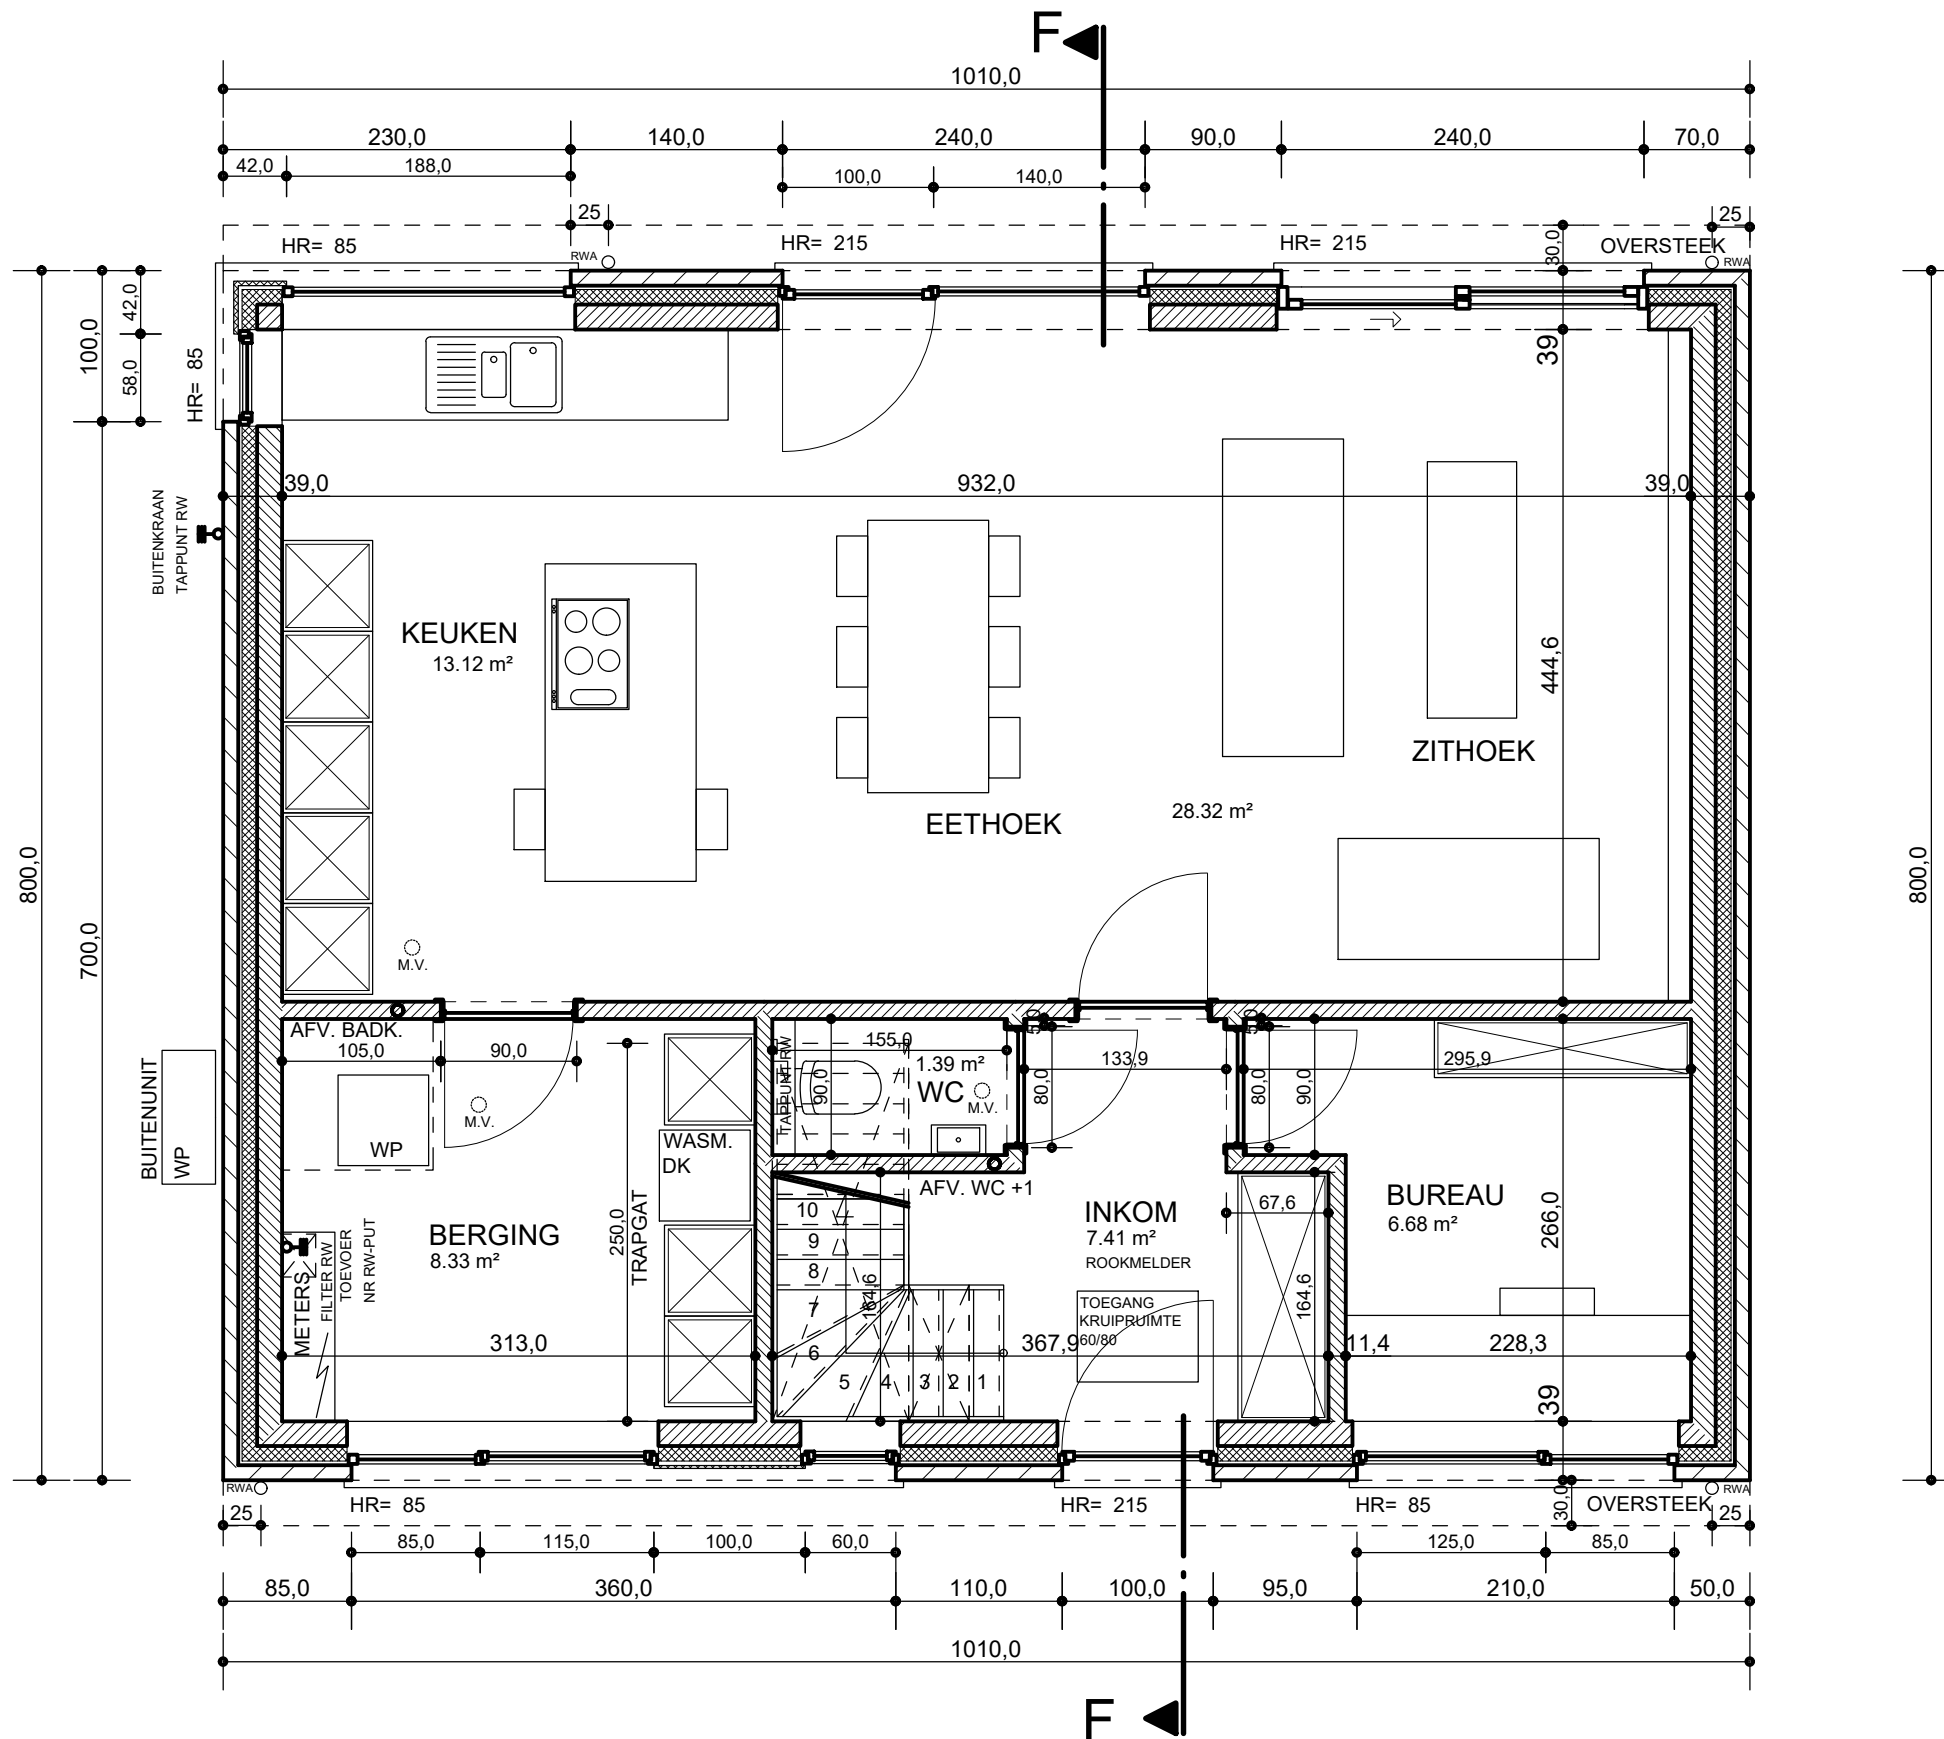 F
1010,0
230,0
140,0
240,0
90,0
240,0
70,0
42,0
188,0
100,0
140,0
25
25
HR= 85
HR= 215
HR= 215
30,0
OVERSTEEK
RWA
RWA
42,0
100,0
58,0
HR= 85
39
39,0
932,0
39,0
BUITENKRAAN
TAPPUNT RW
KEUKEN
13.12 m²
444,6
ZITHOEK
28.32 m²
EETHOEK
800,0
800,0
700,0
M.V.
AFV. BADK.
105,0
90,0
155,0
1.39 m²
WC
M.V.
TAPPUNT RW
90,0
80,0
133,9
80,0
90,0
295,9
BUITENUNIT
WP
WP
M.V.
WASM.
DK
AFV. WC +1
250,0
TRAPGAT
BERGING
8.33 m²
METERS
FILTER RW
TOEVOER
NR RW-PUT
10
9
8
7
6
5
4
3
2
1
164,6
INKOM
7.41 m²
ROOKMELDER
TOEGANG
KRUIPRUIMTE
60/80
67,6
164,6
BUREAU
6.68 m²
266,0
313,0
367,9
11,4
228,3
39
RWA
HR= 85
HR= 215
HR= 85
30,0
OVERSTEEK
RWA
25
25
85,0
115,0
100,0
60,0
125,0
85,0
85,0
360,0
110,0
100,0
95,0
210,0
50,0
1010,0
F